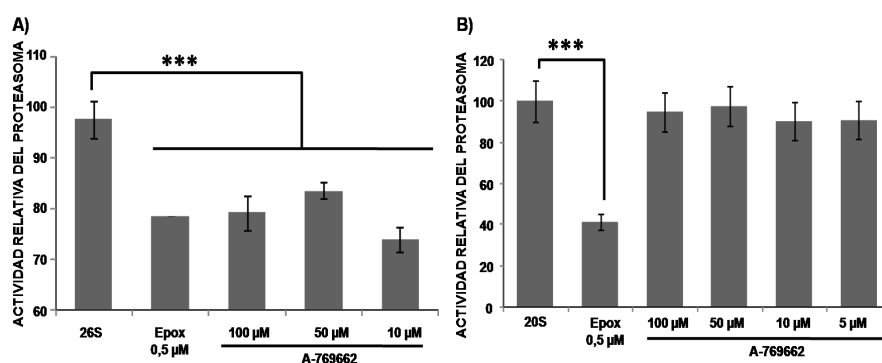 A)
ACTIVIDAD RELATIVA DEL PROTEASOMA
110
100
90
80
70
60
***
26S
Epox
0,5 µM
100 µM
50 µM
10 µM
A-769662
B)
ACTIVIDAD RELATIVA DEL PROTEASOMA
120
100
80
60
40
20
0
***
20S
Epox
0,5 µM
100 µM
50 µM
10 µM
5 µM
A-769662